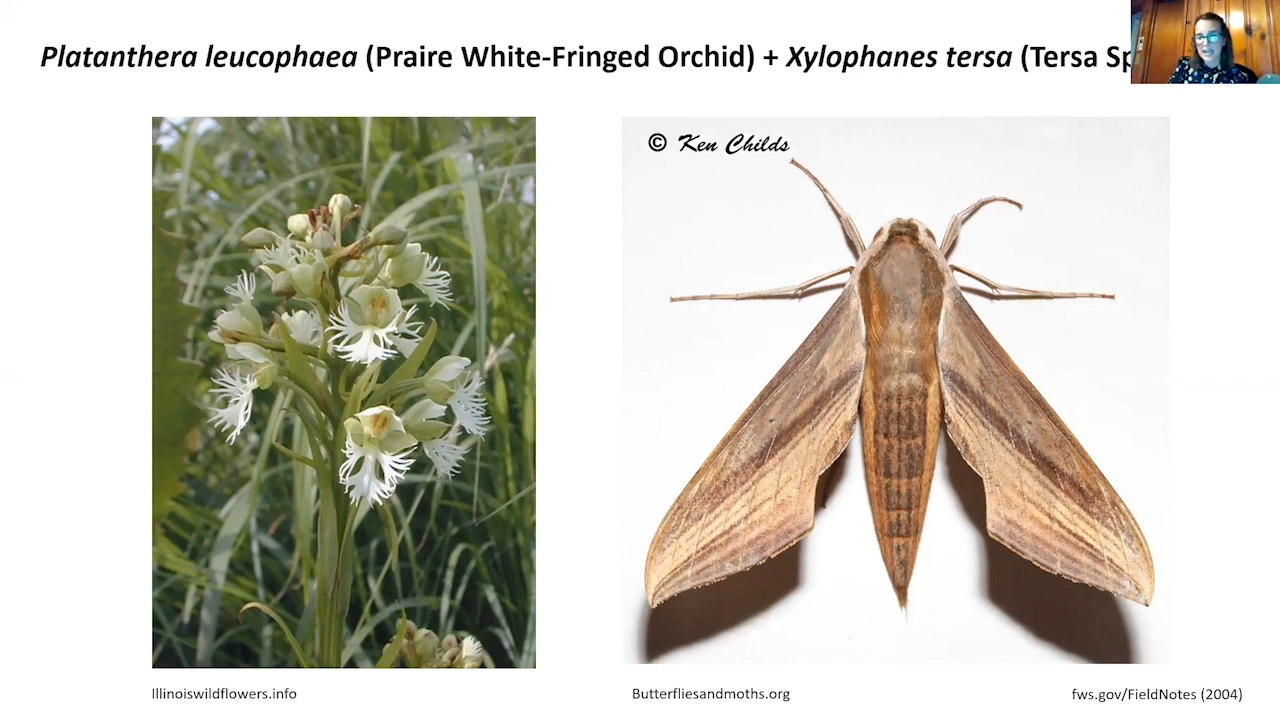 Platanthera leucophaea (Praire White-Fringed Orchid) + Xylophanes tersa (Tersa Sp
© Ken Childs
Illinoiswildflowers.info
Butterfliesandmoths.org
fws.gov/FieldNotes (2004)